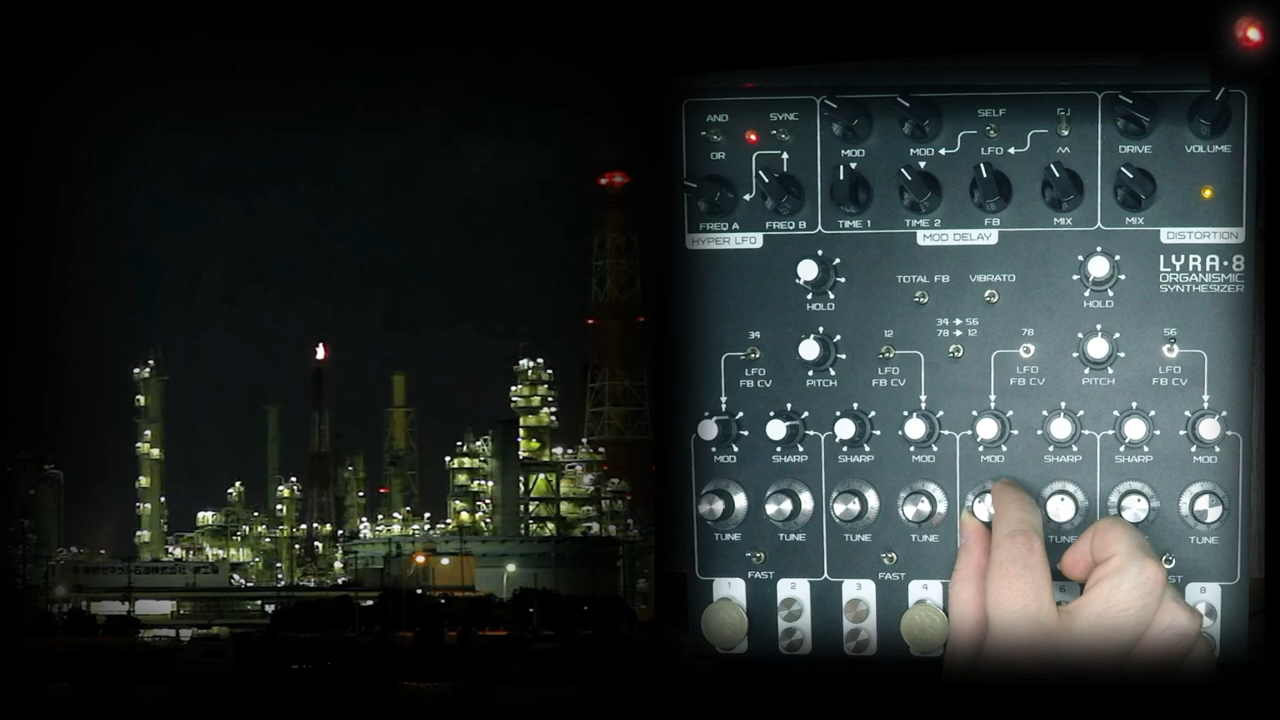 AND
SYNC
OR
FREQ A
FREQ B
HYPER LFO
MOD
MOD
SELF
LFO
TIME 1
TIME 2
FB
MIX
MOD DELAY
DRIVE
VOLUME
MIX
DISTORTION
LYRA-8
ORGANISMIC
SYNTHESIZER
HOLD
TOTAL FB
VIBRATO
HOLD
34 → 56
78 → 12
34
LFO
FB CV
PITCH
12
LFO
FB CV
78
LFO
FB CV
PITCH
56
LFO
FB CV
MOD
SHARP
SHARP
MOD
MOD
SHARP
SHARP
MOD
TUNE
TUNE
TUNE
TUNE
TUNE
TUNE
TUNE
FAST
FAST
ST
1
2
3
4
6
8